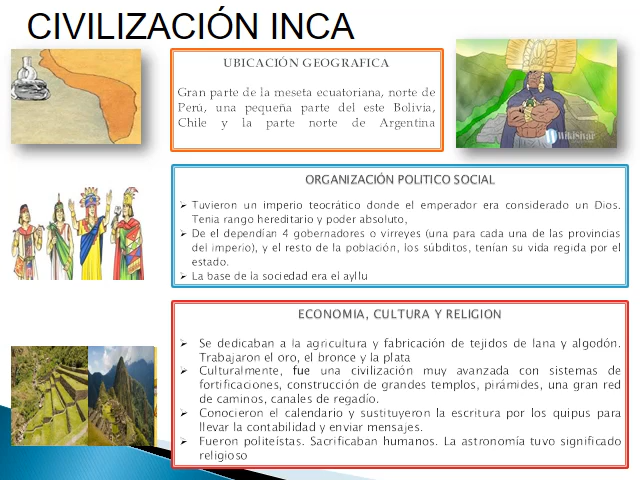 CIVILIZACIÓN INCA
UBICACIÓN GEOGRAFICA
Gran parte de la meseta ecuatoriana, norte de
Perú, una pequeña parte del este Bolivia,
Chile y la parte norte de Argentina
WikiShar
ORGANIZACIÓN POLITICO SOCIAL
➢ Tuvieron un imperio teocrático donde el emperador era considerado un Dios.
Tenia rango hereditario y poder absoluto,
➢ De el dependían 4 gobernadores o virreyes (una para cada una de las provincias
del imperio), y el resto de la población, los súbditos, tenían su vida regida por el
estado.
➢ La base de la sociedad era el ayllu
ECONOMIA, CULTURA Y RELIGION
➢ Se dedicaban a la agricultura y fabricación de tejidos de lana y algodón.
Trabajaron el oro, el bronce y la plata
➢ Culturalmente, fue una civilización muy avanzada con sistemas de
fortificaciones, construcción de grandes templos, pirámides, una gran red
de caminos, canales de regadío.
➢ Conocieron el calendario y sustituyeron la escritura por los quipus para
llevar la contabilidad y enviar mensajes.
➢ Fueron politeístas. Sacrificaban humanos. La astronomía tuvo significado
religioso